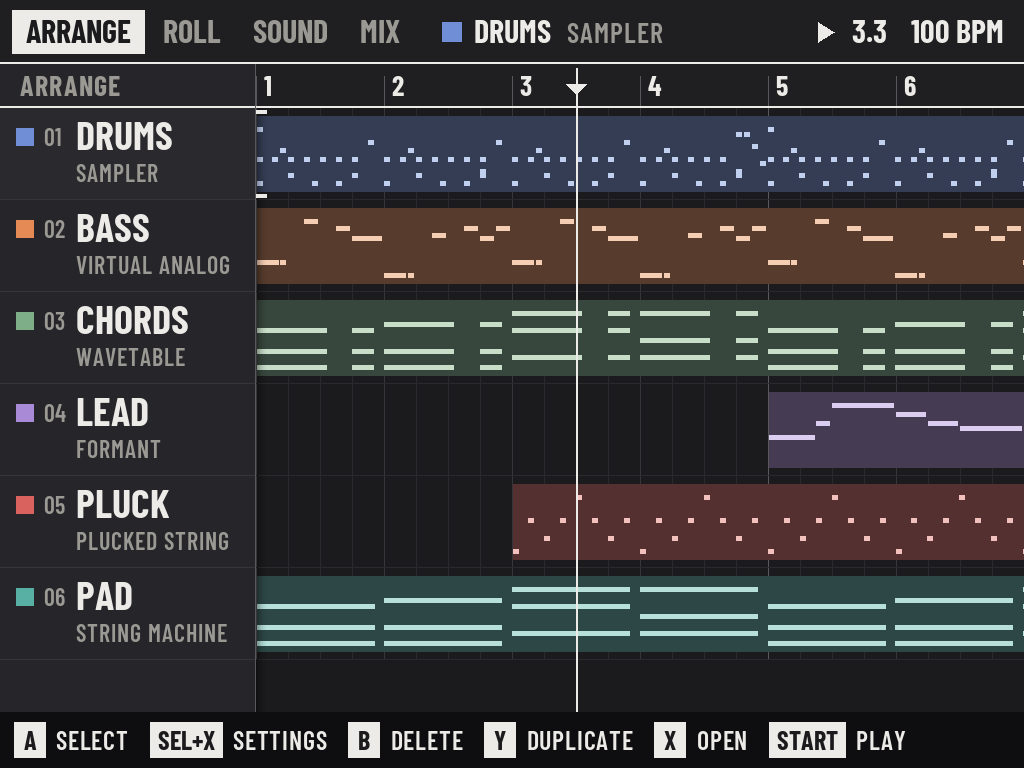 ARRANGE ROLL SOUND MIX DRUMS SAMPLER 3.3 100 BPM
ARRANGE 1 2 3 4 5 6
01 DRUMS
SAMPLER
02 BASS
VIRTUAL ANALOG
03 CHORDS
WAVETABLE
04 LEAD
FORMANT
05 PLUCK
PLUCKED STRING
06 PAD
STRING MACHINE
A SELECT SEL+X SETTINGS B DELETE Y DUPLICATE X OPEN START PLAY